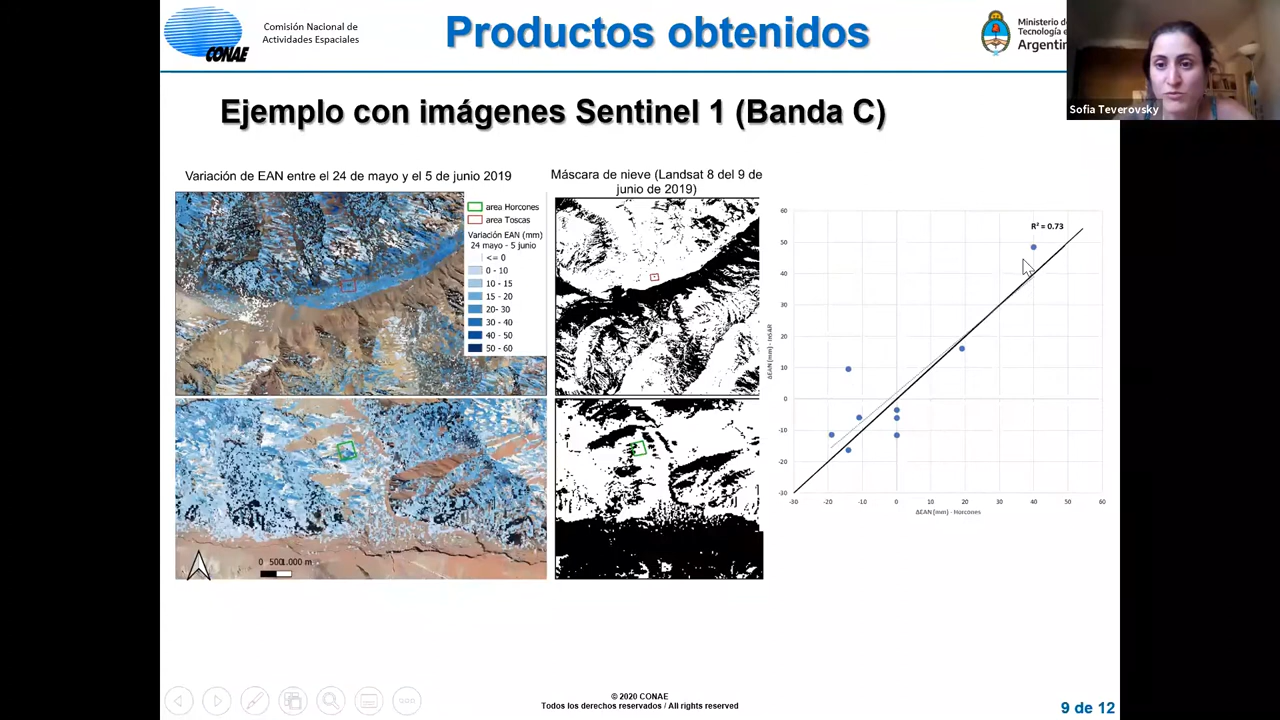 CONAE
Comisión Nacional de
Actividades Espaciales
Productos obtenidos
Ministerio de
Tecnología e
Argentin
Sofia Teverovsky
Ejemplo con imágenes Sentinel 1 (Banda C)
Variación de EAN entre el 24 de mayo y el 5 de junio 2019
area Horcones
area Toscas
Variación EAN (mm)
24 mayo - 5 junio
<= 0
0 - 10
10 - 15
15 - 20
20- 30
30 - 40
40 - 50
50 - 60
0 500 1.000 m
Máscara de nieve (Landsat 8 del 9 de
junio de 2019)
R² = 0.73
60
50
40
30
20
10
0
-10
-20
-30
ΔEAN (mm) - InSAR
-30 -20 -10 0 10 20 30 40 50 60
ΔEAN (mm) - Horcones
© 2020 CONAE
Todos los derechos reservados / All rights reserved
9 de 12